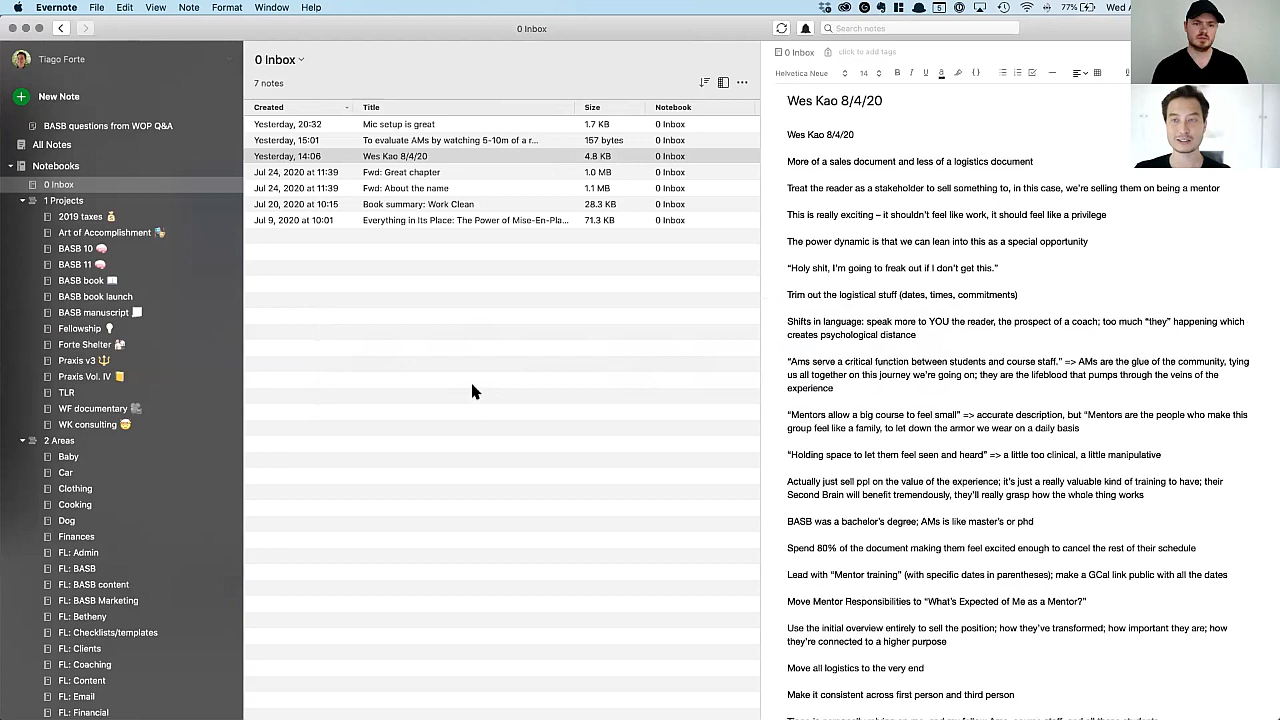 Evernote File Edit View Note Format Window Help
77% Wed A
0 Inbox
Search notes
Tiago Forte
New Note
BASB questions from WOP Q&A
All Notes
Notebooks
0 Inbox
1 Projects
2019 taxes
Art of Accomplishment
BASB 10
BASB 11
BASB book
BASB book launch
BASB manuscript
Fellowship
Forte Shelter
Praxis v3
Praxis Vol. IV
TLR
WF documentary
WK consulting
2 Areas
Baby
Car
Clothing
Cooking
Dog
Finances
FL: Admin
FL: BASB
FL: BASB content
FL: BASB Marketing
FL: Betheny
FL: Checklists/templates
FL: Clients
FL: Coaching
FL: Content
FL: Email
FL: Financial
0 Inbox
7 notes
Created Title Size Notebook
Yesterday, 20:32 Mic setup is great 1.7 KB 0 Inbox
Yesterday, 15:01 To evaluate AMs by watching 5-10m of a r... 157 bytes 0 Inbox
Yesterday, 14:06 Wes Kao 8/4/20 4.8 KB 0 Inbox
Jul 24, 2020 at 11:39 Fwd: Great chapter 1.0 MB 0 Inbox
Jul 24, 2020 at 11:39 Fwd: About the name 1.1 MB 0 Inbox
Jul 20, 2020 at 10:15 Book summary: Work Clean 28.3 KB 0 Inbox
Jul 9, 2020 at 10:01 Everything in Its Place: The Power of Mise-En-Pla... 71.3 KB 0 Inbox
0 Inbox click to add tags
Helvetica Neue 14 B I U a
Wes Kao 8/4/20
Wes Kao 8/4/20
More of a sales document and less of a logistics document
Treat the reader as a stakeholder to sell something to, in this case, we're selling them on being a mentor
This is really exciting – it shouldn't feel like work, it should feel like a privilege
The power dynamic is that we can lean into this as a special opportunity
“Holy shit, I'm going to freak out if I don't get this.”
Trim out the logistical stuff (dates, times, commitments)
Shifts in language: speak more to YOU the reader, the prospect of a coach; too much “they” happening which
creates psychological distance
“Ams serve a critical function between students and course staff.” => AMs are the glue of the community, tying
us all together on this journey we're going on; they are the lifeblood that pumps through the veins of the
experience
“Mentors allow a big course to feel small” => accurate description, but “Mentors are the people who make this
group feel like a family, to let down the armor we wear on a daily basis
“Holding space to let them feel seen and heard” => a little too clinical, a little manipulative
Actually just sell ppl on the value of the experience; it's just a really valuable kind of training to have; their
Second Brain will benefit tremendously, they'll really grasp how the whole thing works
BASB was a bachelor's degree; AMs is like master's or phd
Spend 80% of the document making them feel excited enough to cancel the rest of their schedule
Lead with “Mentor training” (with specific dates in parentheses); make a GCal link public with all the dates
Move Mentor Responsibilities to “What's Expected of Me as a Mentor?”
Use the initial overview entirely to sell the position; how they've transformed; how important they are; how
they're connected to a higher purpose
Move all logistics to the very end
Make it consistent across first person and third person